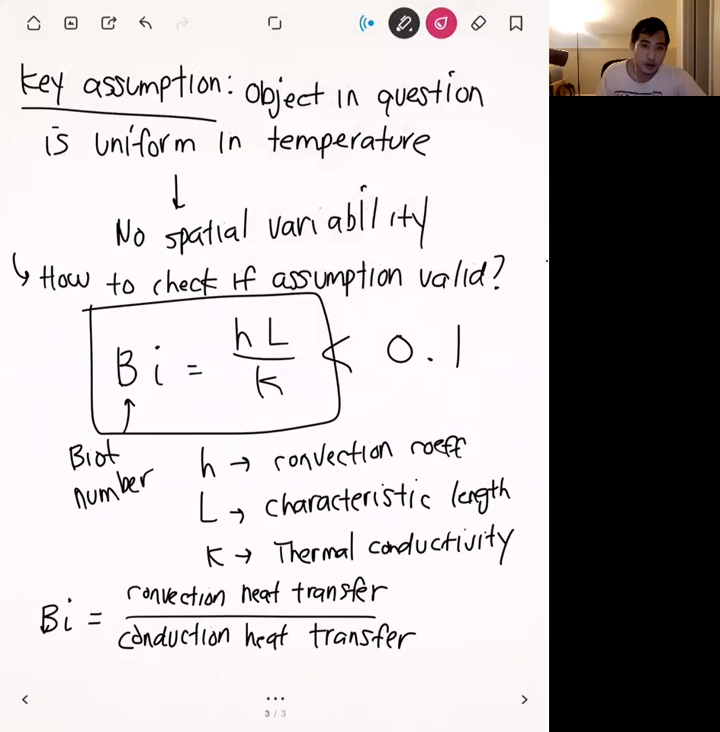 Key assumption: Object in question
is uniform in temperature
↓
No spatial variability
↳ How to check if assumption valid?
Bi = hL/k < 0.1
Biot number
h → convection coeff
L → characteristic length
k → Thermal conductivity
Bi = convection heat transfer / conduction heat transfer
3 / 3